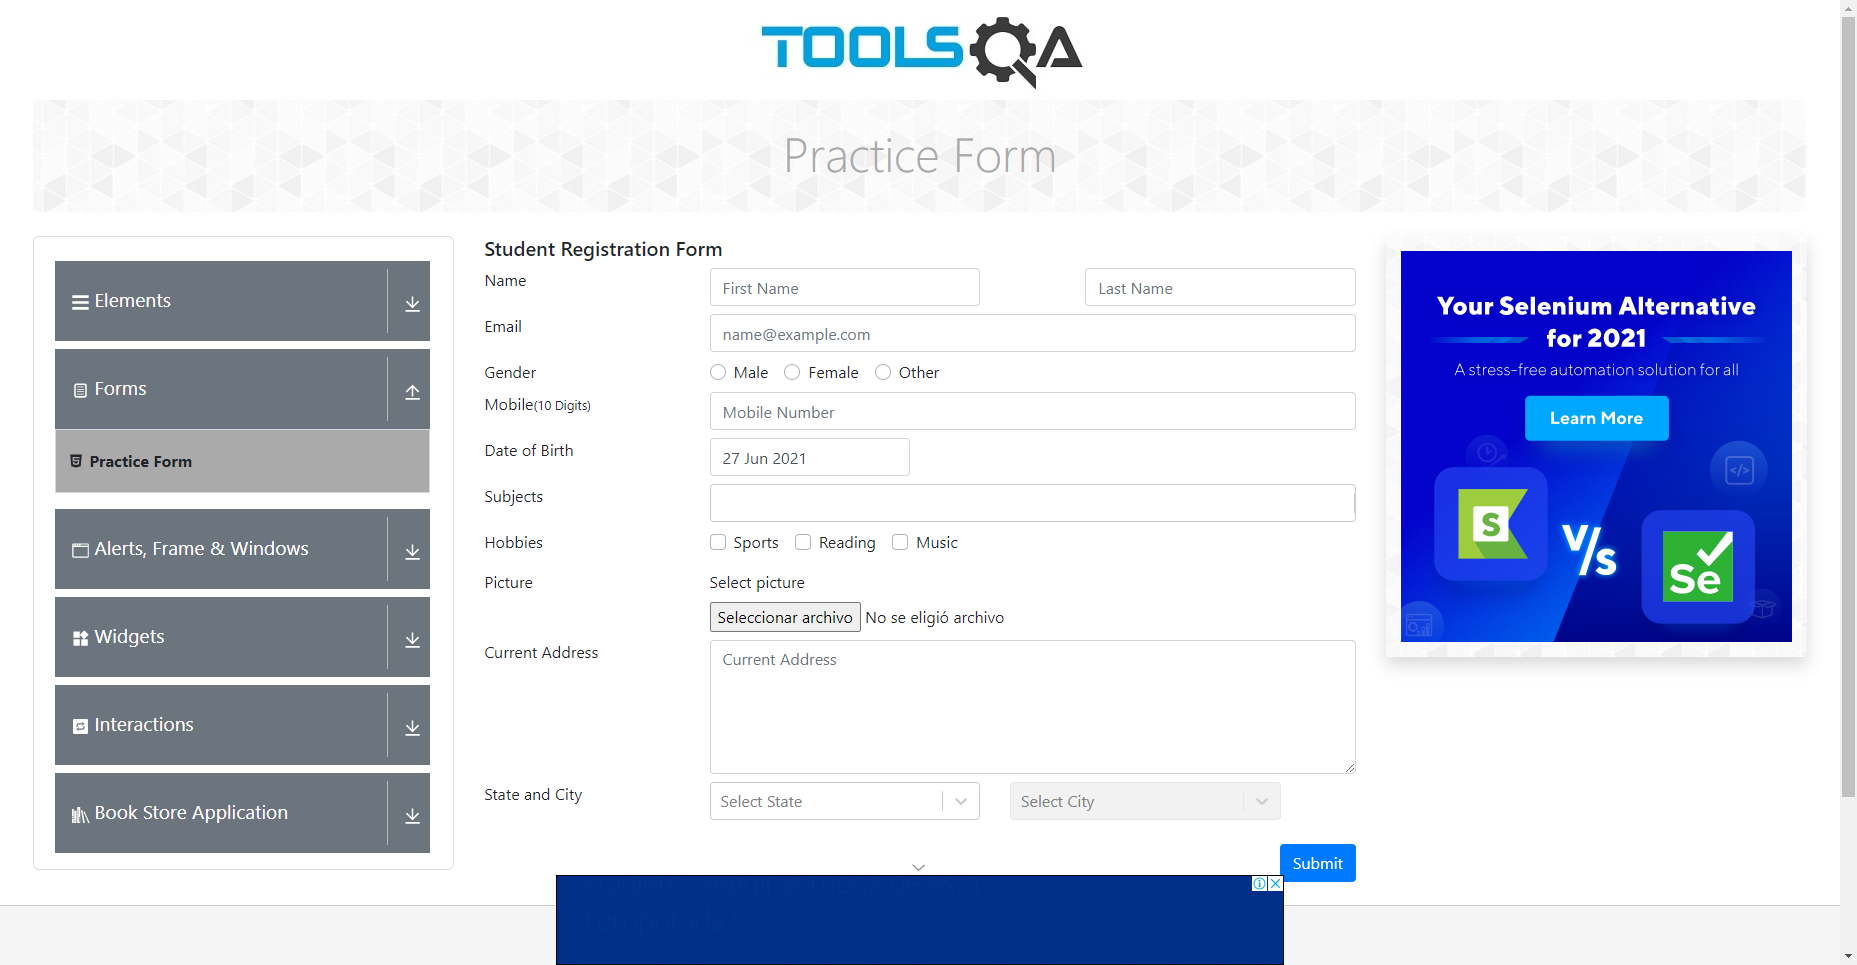 TOOLSQA
Practice Form
Elements
Forms
Practice Form
Alerts, Frame & Windows
Widgets
Interactions
Book Store Application
Student Registration Form
Name
First Name
Last Name
Email
name@example.com
Gender
Male
Female
Other
Mobile(10 Digits)
Mobile Number
Date of Birth
27 Jun 2021
Subjects
Hobbies
Sports
Reading
Music
Picture
Select picture
Seleccionar archivo
No se eligió archivo
Current Address
Current Address
State and City
Select State
Select City
Submit
Your Selenium Alternative
for 2021
A stress-free automation solution for all
Learn More
S
V/s
Se